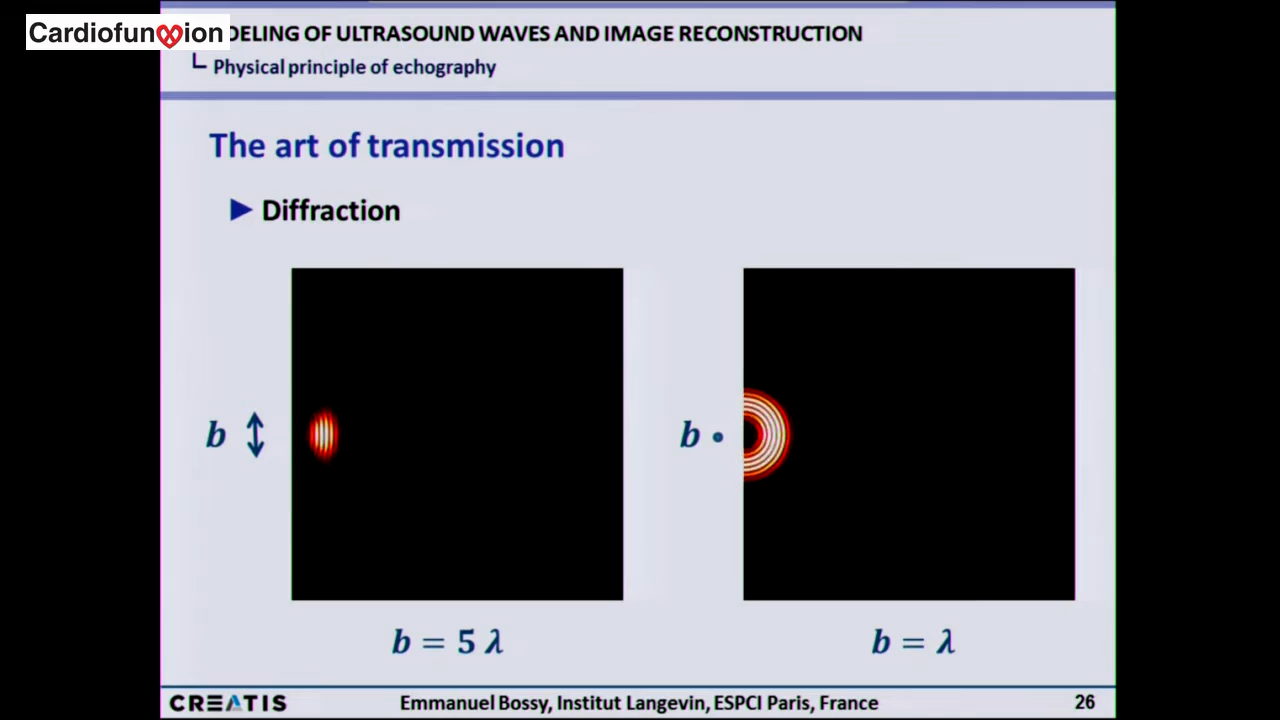 CardiofunXion
DELING OF ULTRASOUND WAVES AND IMAGE RECONSTRUCTION
Physical principle of echography
The art of transmission
► Diffraction
b
b
b = 5 λ
b = λ
CREATIS
Emmanuel Bossy, Institut Langevin, ESPCI Paris, France
26